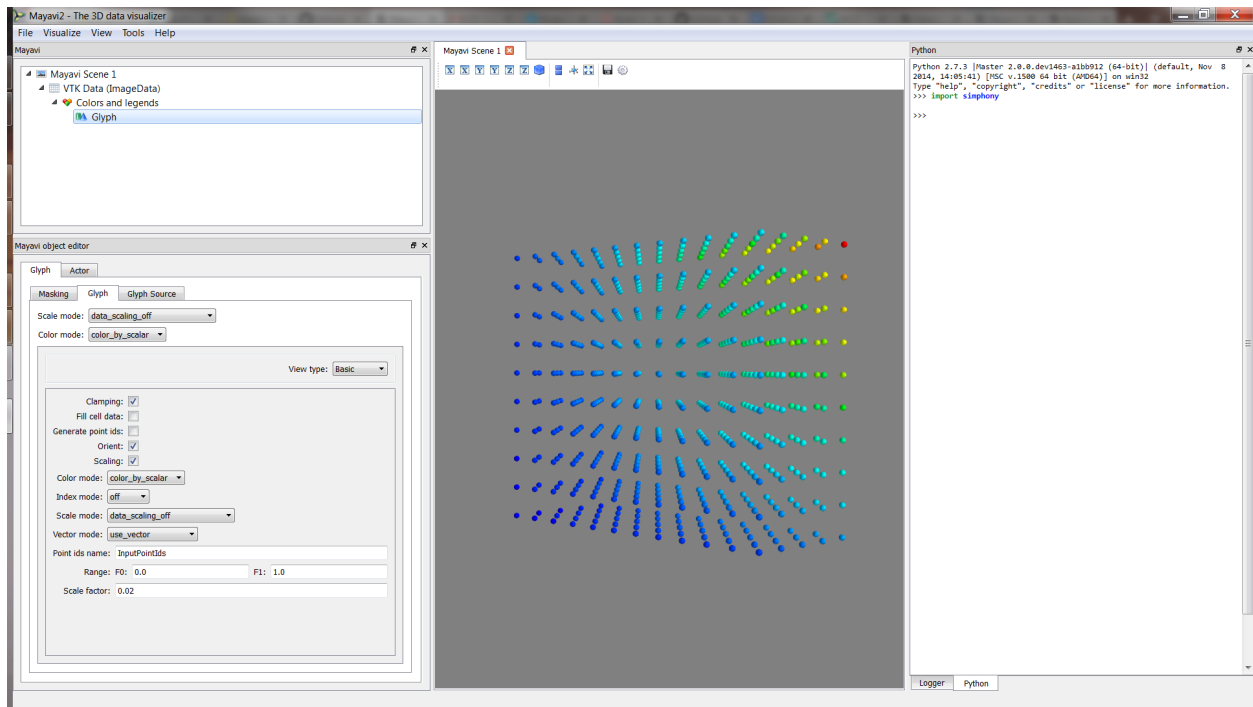 Mayavi2 - The 3D data visualizer
File Visualize View Tools Help
Mayavi
Mayavi Scene 1
VTK Data (ImageData)
Colors and legends
Glyph
Mayavi object editor
Glyph Actor
Masking Glyph Glyph Source
Scale mode: data_scaling_off
Color mode: color_by_scalar
View type: Basic
Clamping:
Fill cell data:
Generate point ids:
Orient:
Scaling:
Color mode: color_by_scalar
Index mode: off
Scale mode: data_scaling_off
Vector mode: use_vector
Point ids name: InputPointIds
Range: F0: 0.0 F1: 1.0
Scale factor: 0.02
Mayavi Scene 1
X X Y Y Z Z
Python
Python 2.7.3 |Master 2.0.0.dev1463-a1bb912 (64-bit)| (default, Nov 8
2014, 14:05:41) [MSC v.1500 64 bit (AMD64)] on win32
Type "help", "copyright", "credits" or "license" for more information.
>>> import simphony
>>>
Logger Python